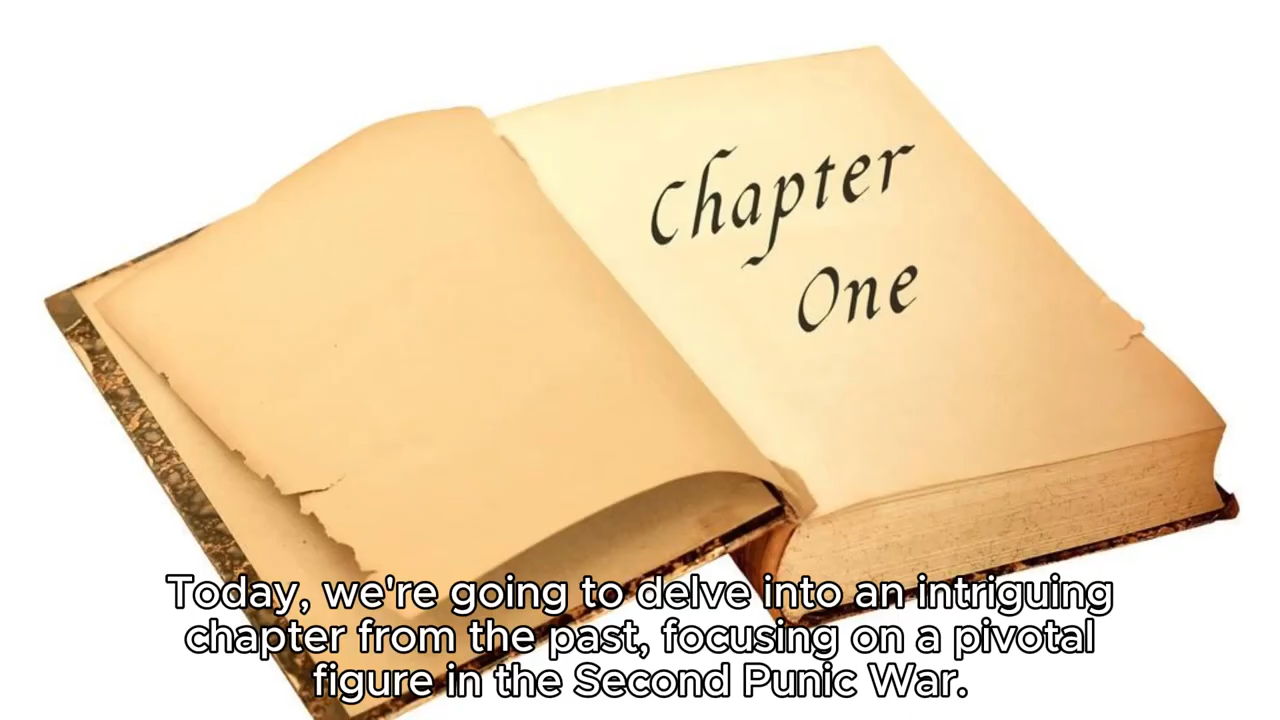 Chapter
One
Today, we're going to delve into an intriguing
chapter from the past, focusing on a pivotal
figure in the Second Punic War.